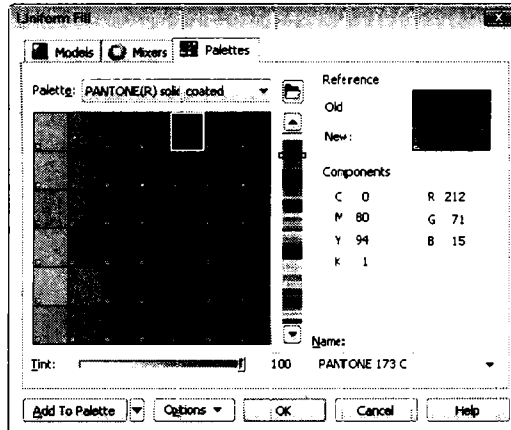 Uniform Fill
Models Mixers Palettes
Palette: PANTONE(R) solid coated
Reference
Old
New:
Components
C 0 R 212
M 80 G 71
Y 94 B 15
K 1
Name:
Tint: 100 PANTONE 173 C
Add To Palette Options OK Cancel Help